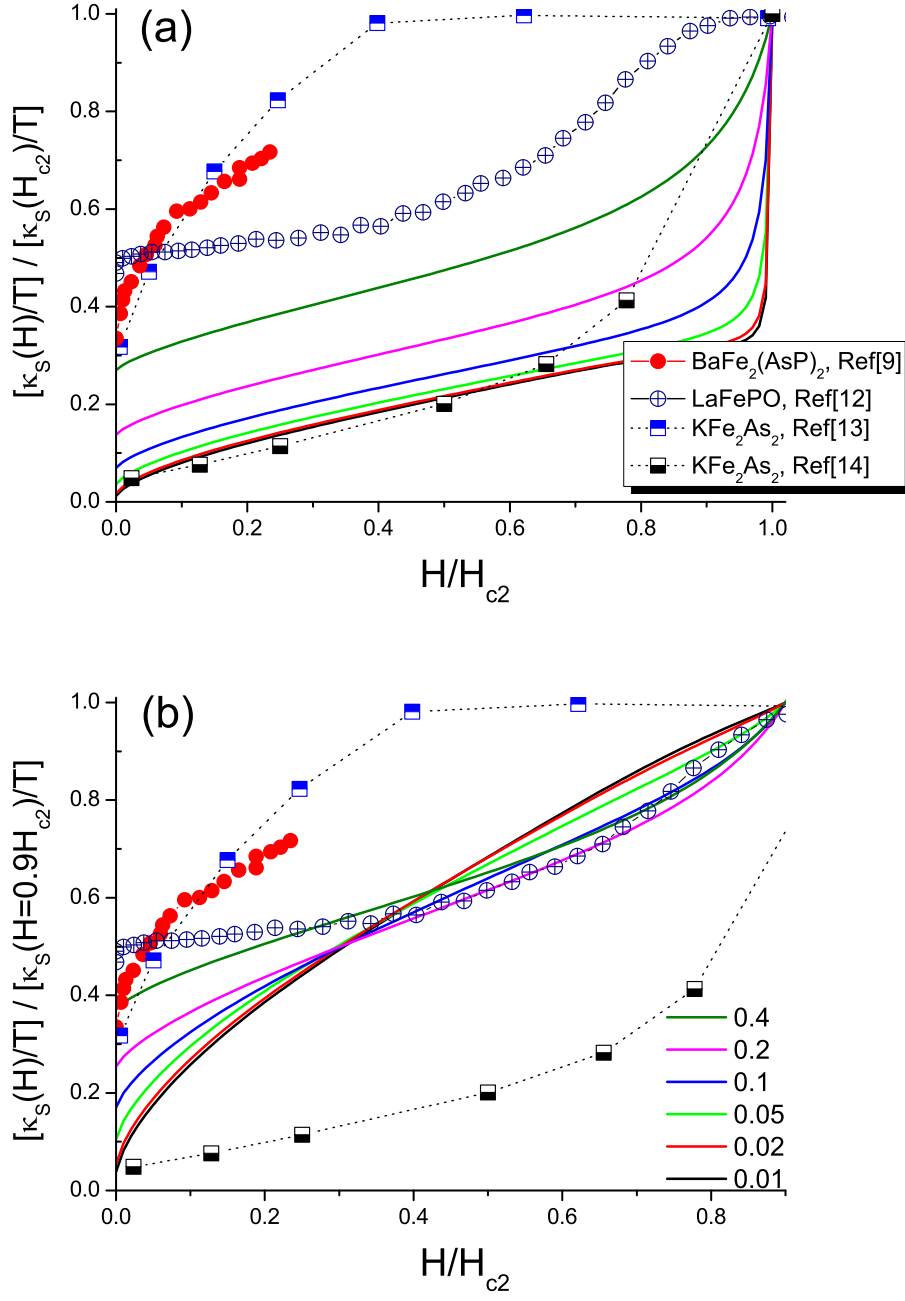 (a)
[κS(H)/T] / [κS(Hc2)/T]
1.0
0.8
0.6
0.4
0.2
0.0
BaFe2(AsP)2, Ref[9]
LaFePO, Ref[12]
KFe2As2, Ref[13]
KFe2As2, Ref[14]
0.0 0.2 0.4 0.6 0.8 1.0
H/Hc2
(b)
[κS(H)/T] / [κS(H=0.9Hc2)/T]
1.0
0.8
0.6
0.4
0.2
0.0
0.4
0.2
0.1
0.05
0.02
0.01
0.0 0.2 0.4 0.6 0.8
H/Hc2